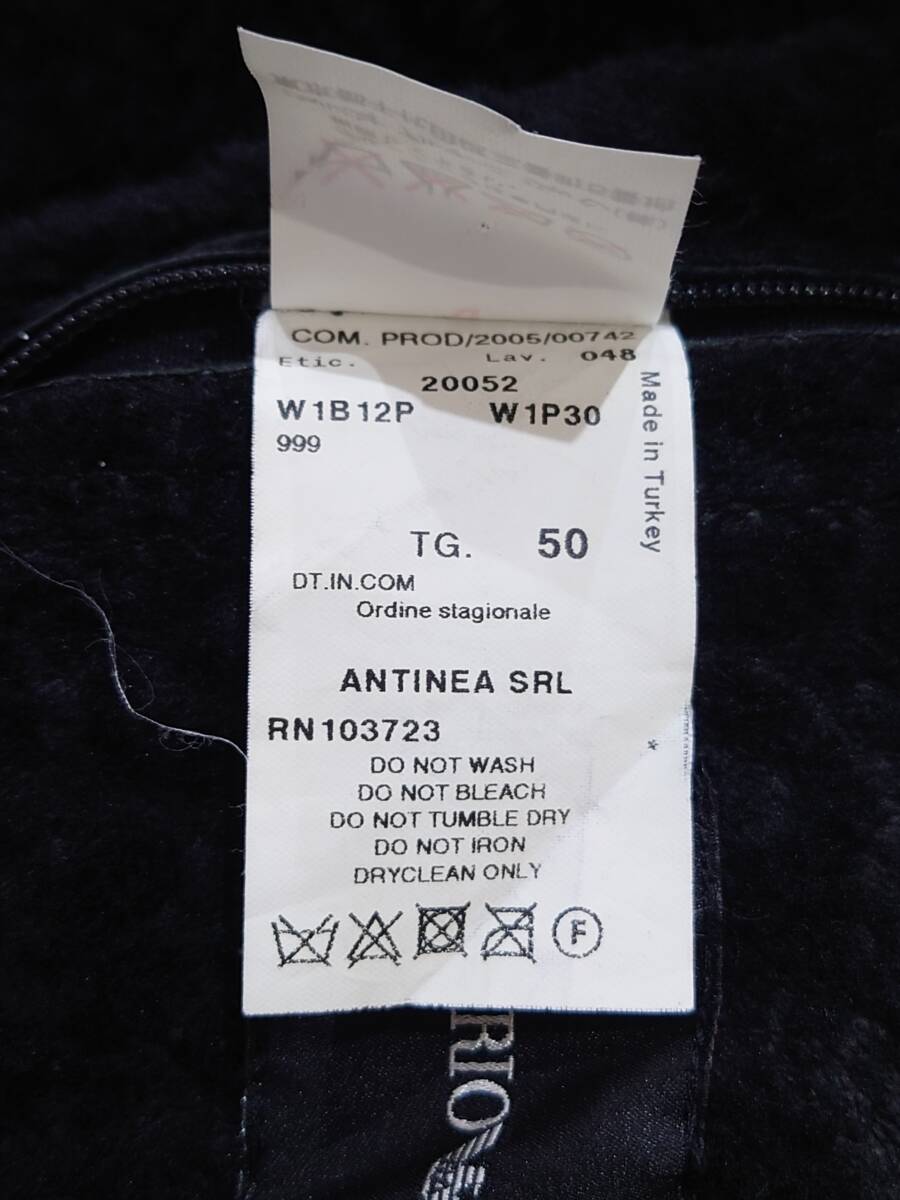 COM. PROD/2005/00742
Etic. Lav. 048
20052
W1B12P W1P30
999
Made in Turkey
TG. 50
DT.IN.COM
Ordine stagionale
ANTINEA SRL
RN103723
*
DO NOT WASH
DO NOT BLEACH
DO NOT TUMBLE DRY
DO NOT IRON
DRYCLEAN ONLY
F
RIO